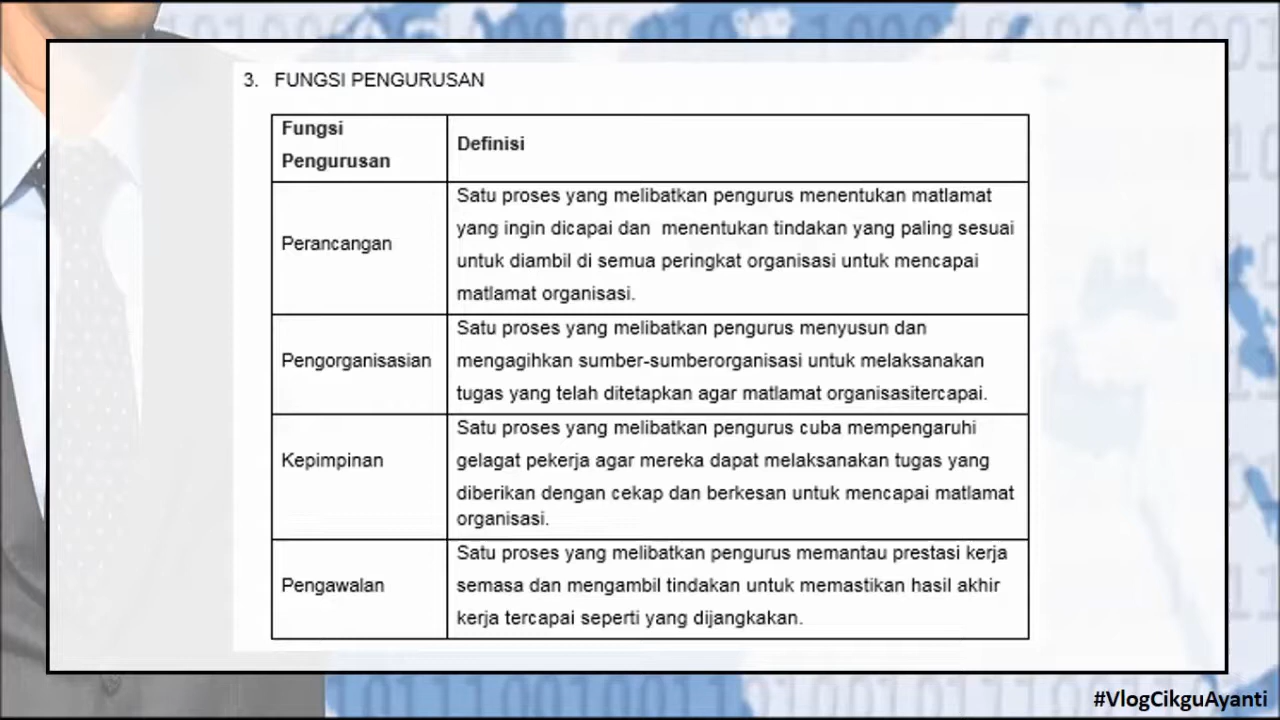 3. FUNGSI PENGURUSAN
Fungsi
Pengurusan
Definisi
Perancangan
Satu proses yang melibatkan pengurus menentukan matlamat
yang ingin dicapai dan menentukan tindakan yang paling sesuai
untuk diambil di semua peringkat organisasi untuk mencapai
matlamat organisasi.
Pengorganisasian
Satu proses yang melibatkan pengurus menyusun dan
mengagihkan sumber-sumberorganisasi untuk melaksanakan
tugas yang telah ditetapkan agar matlamat organisasitercapai.
Kepimpinan
Satu proses yang melibatkan pengurus cuba mempengaruhi
gelagat pekerja agar mereka dapat melaksanakan tugas yang
diberikan dengan cekap dan berkesan untuk mencapai matlamat
organisasi.
Pengawalan
Satu proses yang melibatkan pengurus memantau prestasi kerja
semasa dan mengambil tindakan untuk memastikan hasil akhir
kerja tercapai seperti yang dijangkakan.
#VlogCikguAyanti